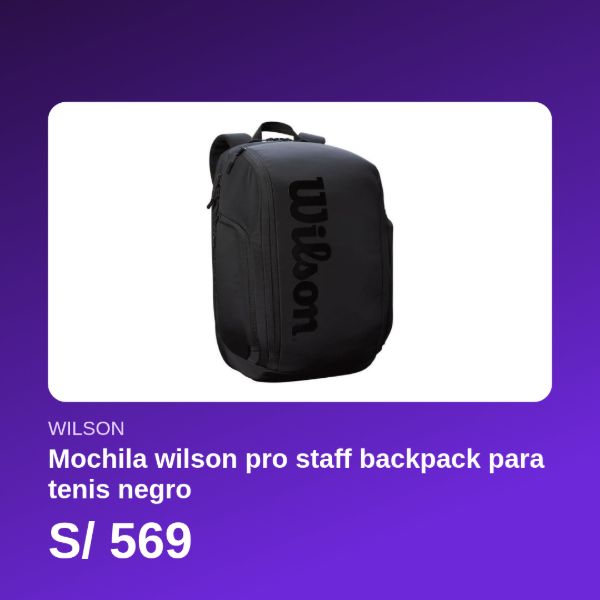 Wilson
WILSON
Mochila wilson pro staff backpack para
tenis negro
S/ 569